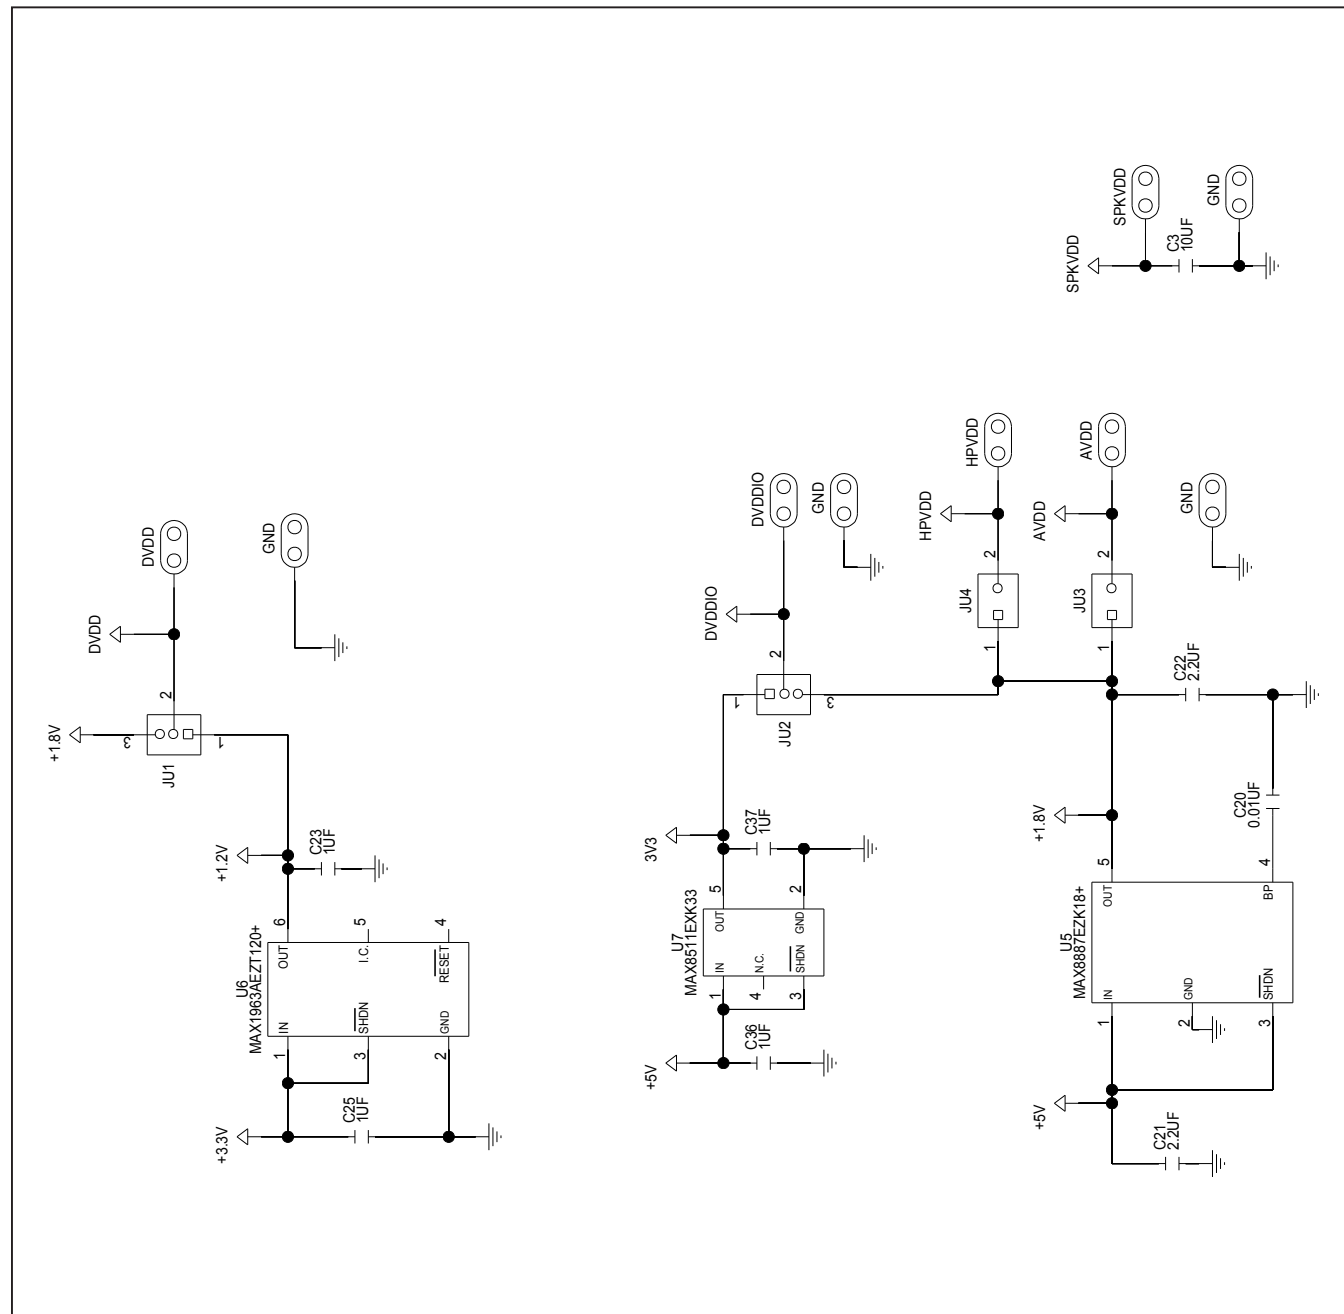 +3.3V
C25
1UF
U6
MAX1963AEZT120+
1
IN
3
SHDN
2
GND
OUT
6
I.C.
5
RESET
4
+1.2V
C23
1UF
+1.8V
3
JU1
1
2
DVDD
DVDD
GND
+5V
C36
1UF
U7
MAX8511EXK33
1
IN
4
N.C.
3
SHDN
OUT
5
GND
2
3V3
C37
1UF
1
JU2
3
2
DVDDIO
DVDDIO
GND
+5V
C21
2.2UF
U5
MAX8887EZK18+
1
IN
2
GND
3
SHDN
OUT
5
BP
4
+1.8V
C20
0.01UF
C22
2.2UF
1
JU4
2
HPVDD
HPVDD
1
JU3
2
AVDD
AVDD
GND
SPKVDD
SPKVDD
C3
10UF
GND